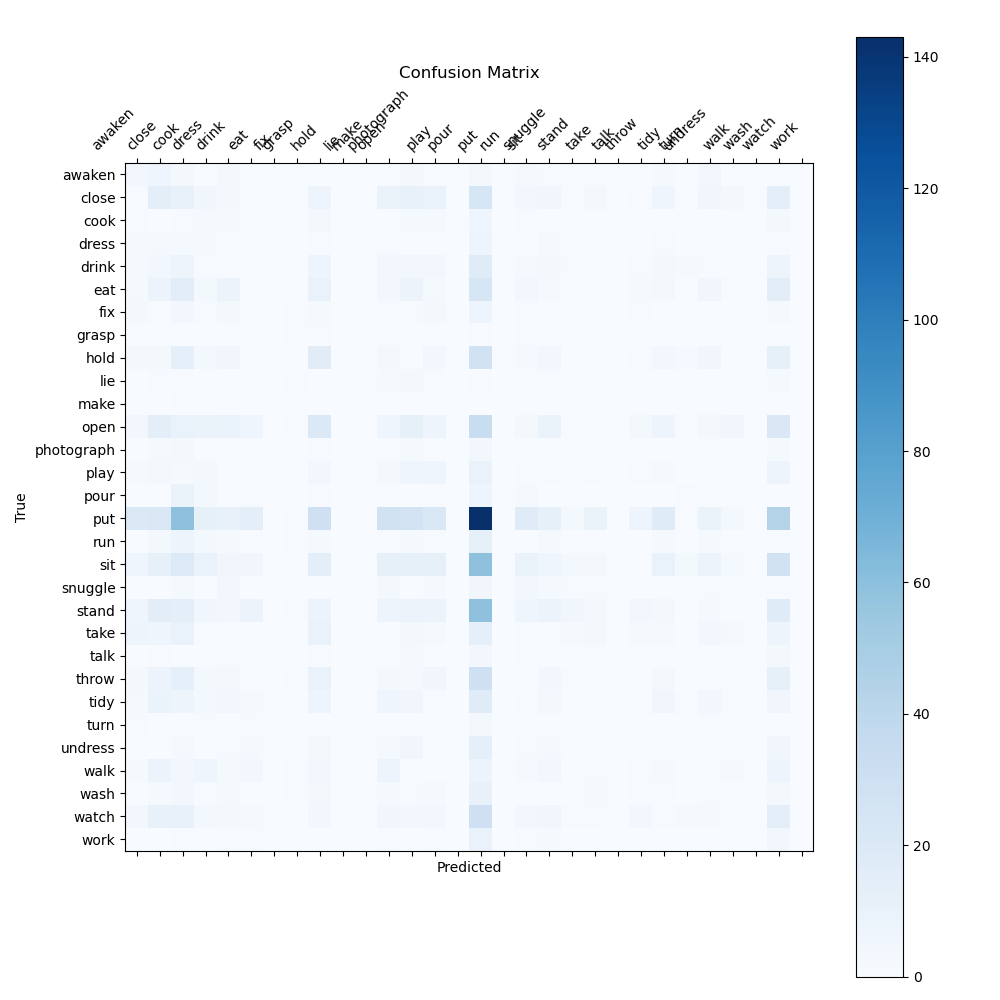 Confusion Matrix
awaken close cook dress drink eat fix grasp hold lie make photograph open play pour put run snuggle sit stand take talk throw tidy turn undress walk wash watch work
awaken
close
cook
dress
drink
eat
fix
grasp
hold
lie
make
open
photograph
play
pour
put
run
sit
snuggle
stand
take
talk
throw
tidy
turn
undress
walk
wash
watch
work
True
Predicted
140
120
100
80
60
40
20
0